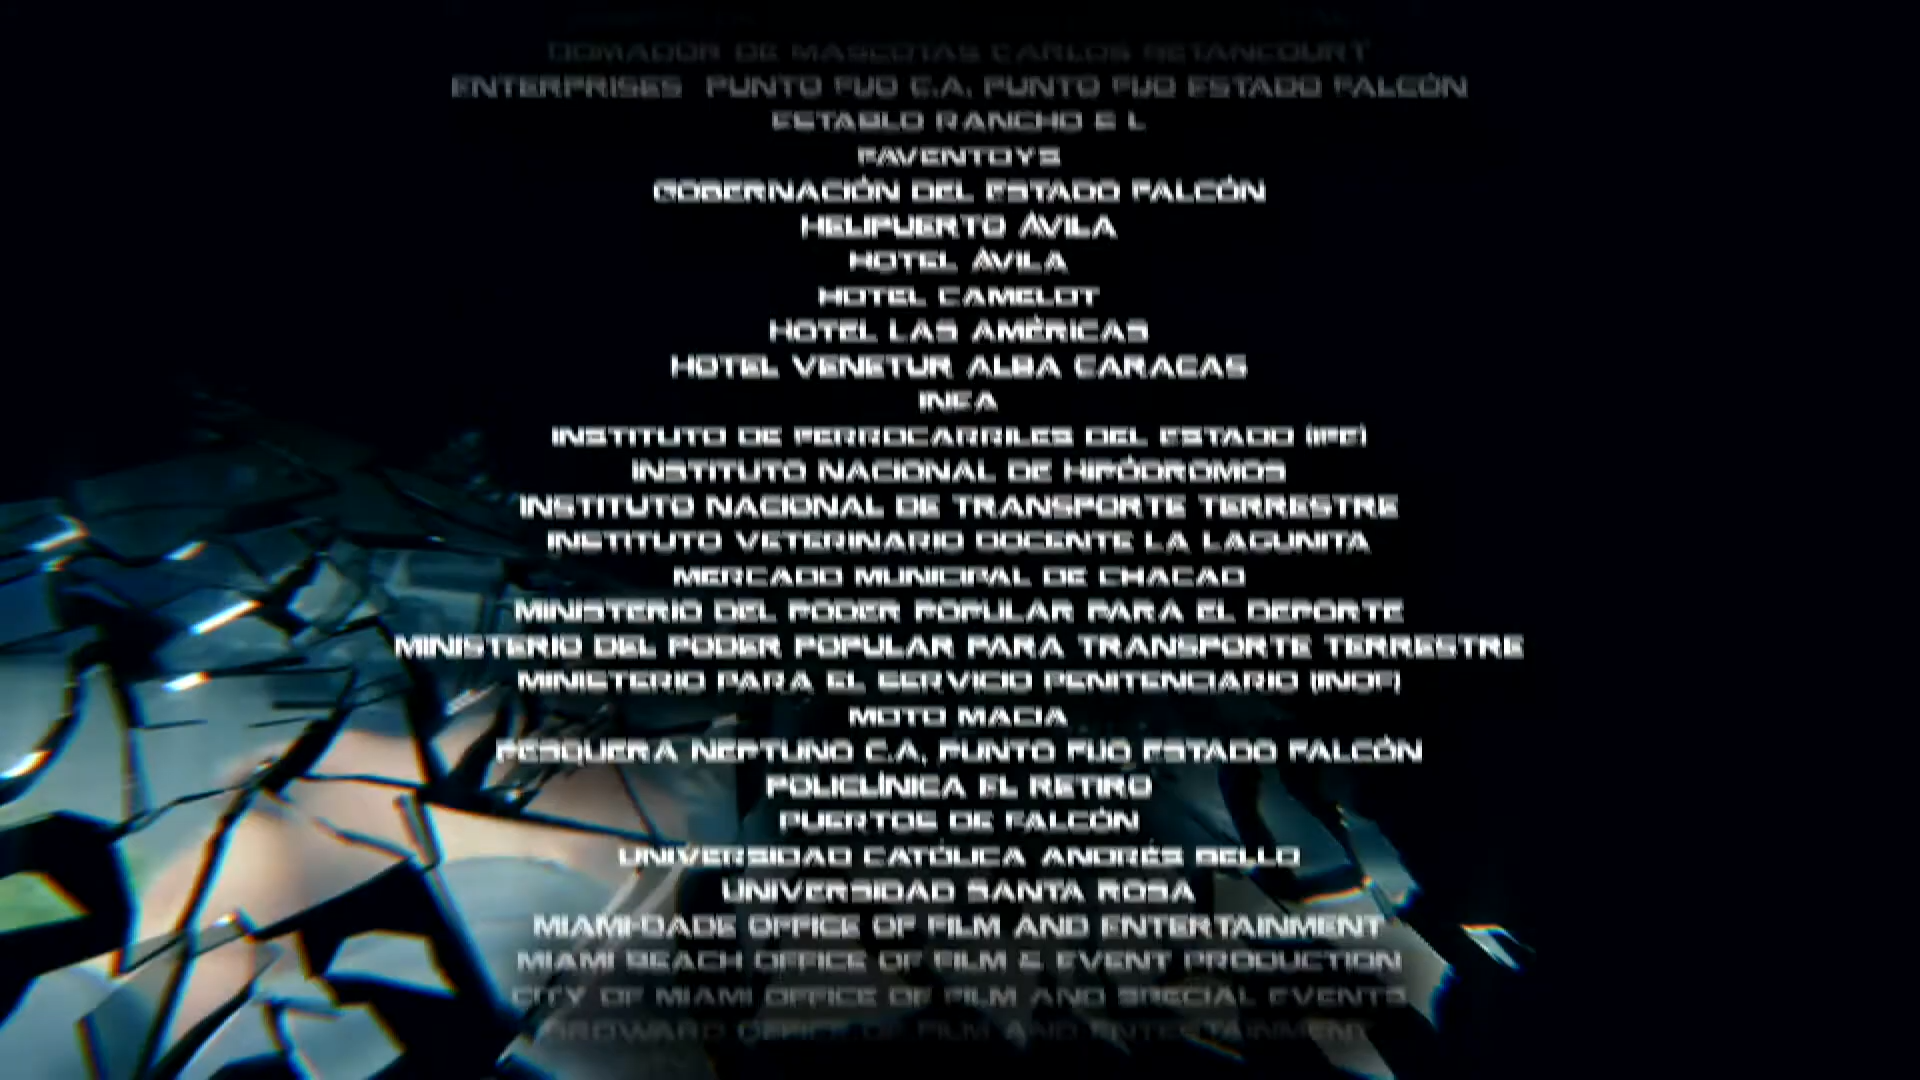 DOMADOR DE MASCOTAS CARLOS BETANCOURT
ENTERPRISES PUNTO FIJO C.A, PUNTO FIJO ESTADO FALCÓN
ESTABLO RANCHO E L
FAVENTOYS
GOBERNACIÓN DEL ESTADO FALCÓN
HELIPUERTO ÁVILA
HOTEL ÁVILA
HOTEL CAMELOT
HOTEL LAS AMÉRICAS
HOTEL VENETUR ALBA CARACAS
INEA
INSTITUTO DE FERROCARRILES DEL ESTADO (IFE)
INSTITUTO NACIONAL DE HIPÓDROMOS
INSTITUTO NACIONAL DE TRANSPORTE TERRESTRE
INSTITUTO VETERINARIO DOCENTE LA LAGUNITA
MERCADO MUNICIPAL DE CHACAO
MINISTERIO DEL PODER POPULAR PARA EL DEPORTE
MINISTERIO DEL PODER POPULAR PARA TRANSPORTE TERRESTRE
MINISTERIO PARA EL SERVICIO PENITENCIARIO (INOF)
MOTO MACIA
PESQUERA NEPTUNO C.A, PUNTO FIJO ESTADO FALCÓN
POLICLÍNICA EL RETIRO
PUERTOS DE FALCÓN
UNIVERSIDAD CATÓLICA ANDRÉS BELLO
UNIVERSIDAD SANTA ROSA
MIAMI-DADE OFFICE OF FILM AND ENTERTAINMENT
MIAMI BEACH OFFICE OF FILM & EVENT PRODUCTION
CITY OF MIAMI OFFICE OF FILM AND SPECIAL EVENTS
BROWARD OFFICE OF FILM AND ENTERTAINMENT